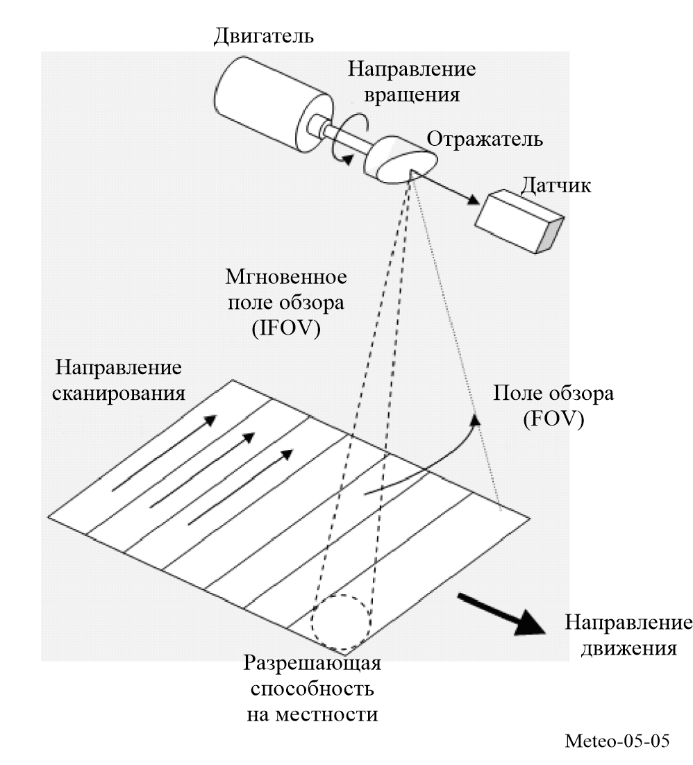 Двигатель
Направление
вращения
Отражатель
Датчик
Мгновенное
поле обзора
(IFOV)
Направление
сканирования
Поле обзора
(FOV)
Направление
движения
Разрешающая
способность
на местности
Meteo-05-05